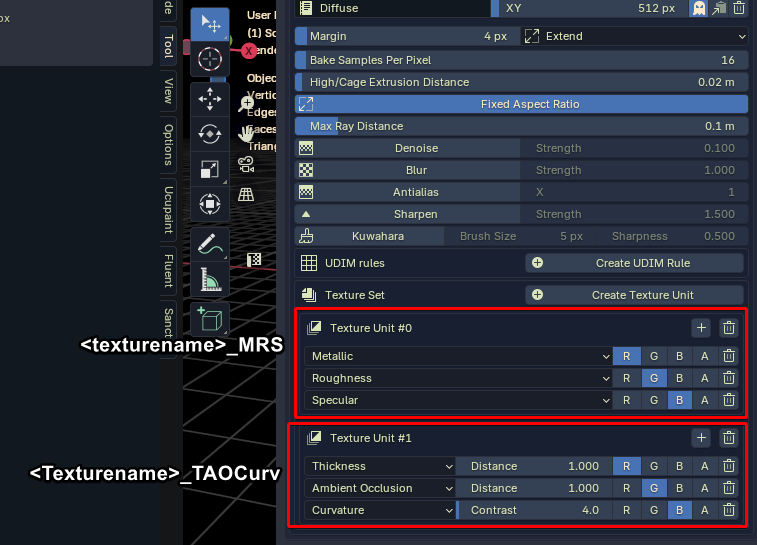 px
de
Tool
View
Options
Ucupaint
Fluent
Sanct
User
(1) Sc
ende
X
Objec
Vertic
Edges
aces
Triang
Diffuse XY 512 px
Margin 4 px Extend
Bake Samples Per Pixel 16
High/Cage Extrusion Distance 0.02 m
Fixed Aspect Ratio
Max Ray Distance 0.1 m
Denoise Strength 0.100
Blur Strength 1.000
Antialias X 1
Sharpen Strength 1.500
Kuwahara Brush Size 5 px Sharpness 0.500
UDIM rules Create UDIM Rule
Texture Set Create Texture Unit
<texturename>_MRS
Texture Unit #0
Metallic R G B A
Roughness R G B A
Specular R G B A
<Texturename>_TAOCurv
Texture Unit #1
Thickness Distance 1.000 R G B A
Ambient Occlusion Distance 1.000 R G B A
Curvature Contrast 4.0 R G B A